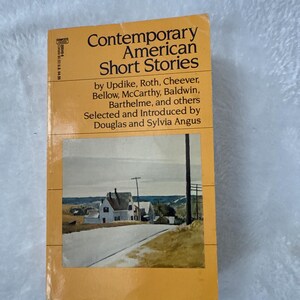 Contemporary
American
Short Stories
by Updike, Roth, Cheever,
Bellow, McCarthy, Baldwin,
Barthelme, and others
Selected and Introduced by
Douglas and Sylvia Angus